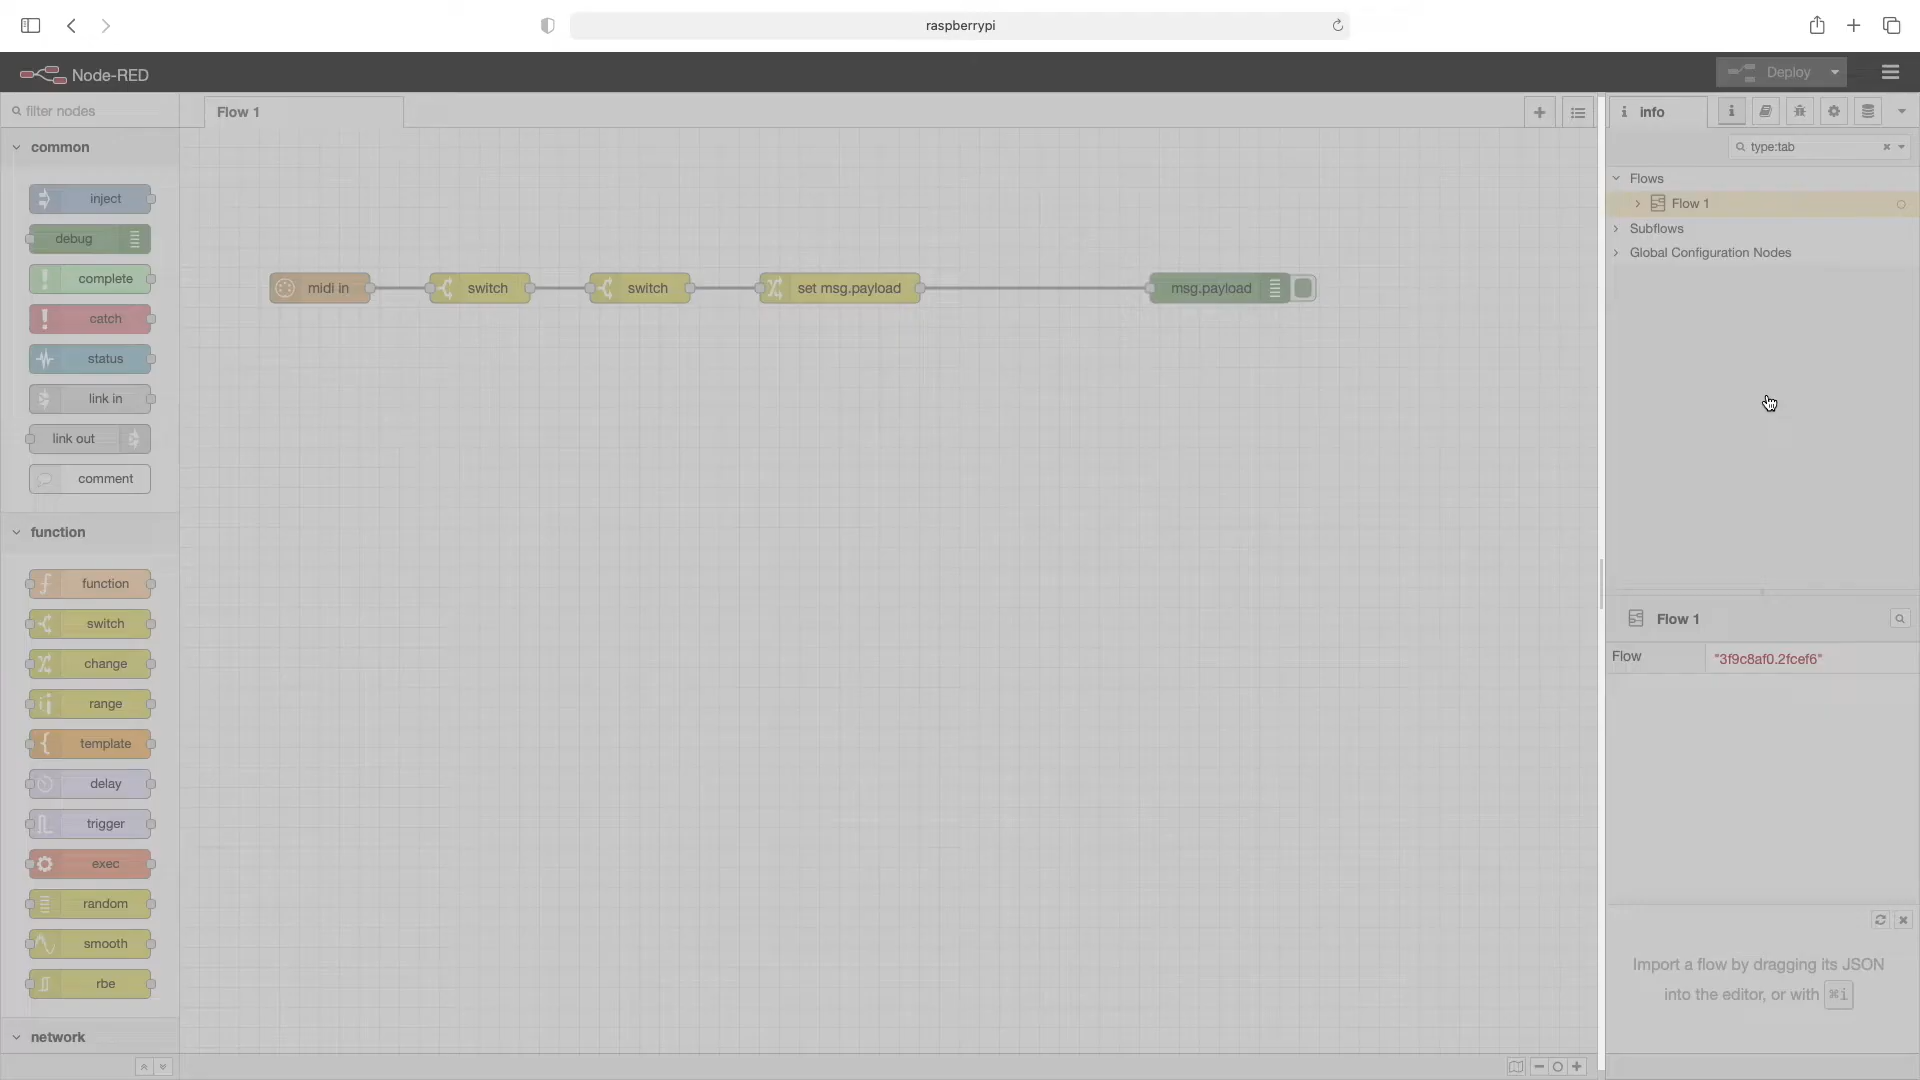 raspberrypi
Node-RED
Deploy
filter nodes
Flow 1
info
type:tab
common
inject
debug
complete
catch
status
link in
link out
comment
function
function
switch
change
range
template
delay
trigger
exec
random
smooth
rbe
network
midi in
switch
switch
set msg.payload
msg.payload
Flows
Flow 1
Subflows
Global Configuration Nodes
Flow 1
Flow "3f9c8af0.2fcef6"
Import a flow by dragging its JSON
into the editor, or with ⌘i